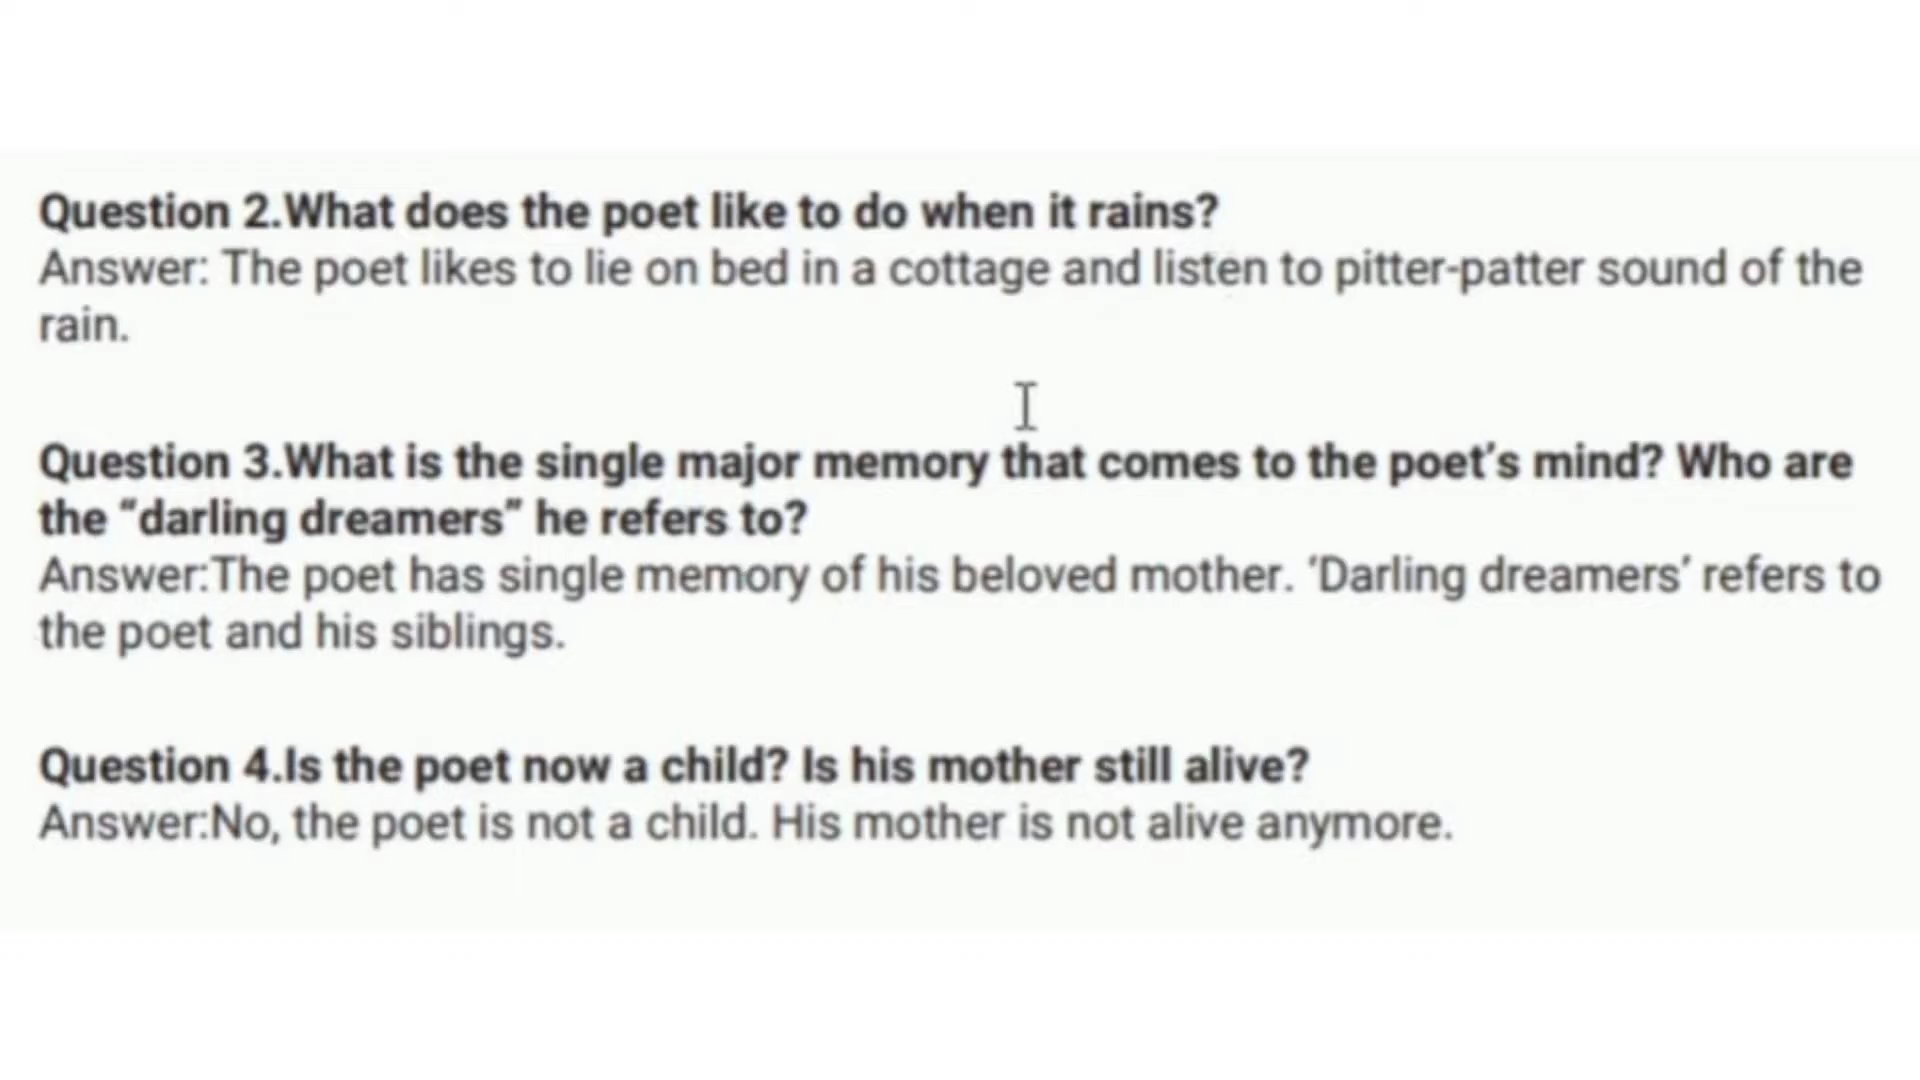 Question 2.What does the poet like to do when it rains?
Answer: The poet likes to lie on bed in a cottage and listen to pitter-patter sound of the
rain.
Question 3.What is the single major memory that comes to the poet's mind? Who are
the “darling dreamers” he refers to?
Answer:The poet has single memory of his beloved mother. ‘Darling dreamers’ refers to
the poet and his siblings.
Question 4.Is the poet now a child? Is his mother still alive?
Answer:No, the poet is not a child. His mother is not alive anymore.